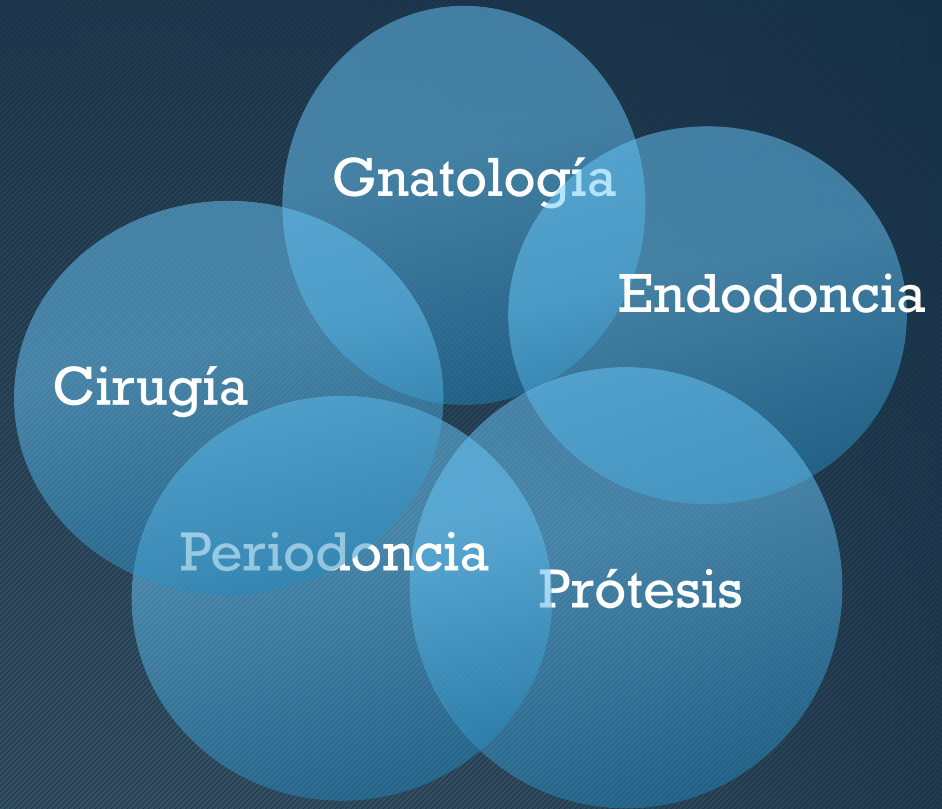 Gnatología
Endodoncia
Cirugía
Periodoncia
Prótesis